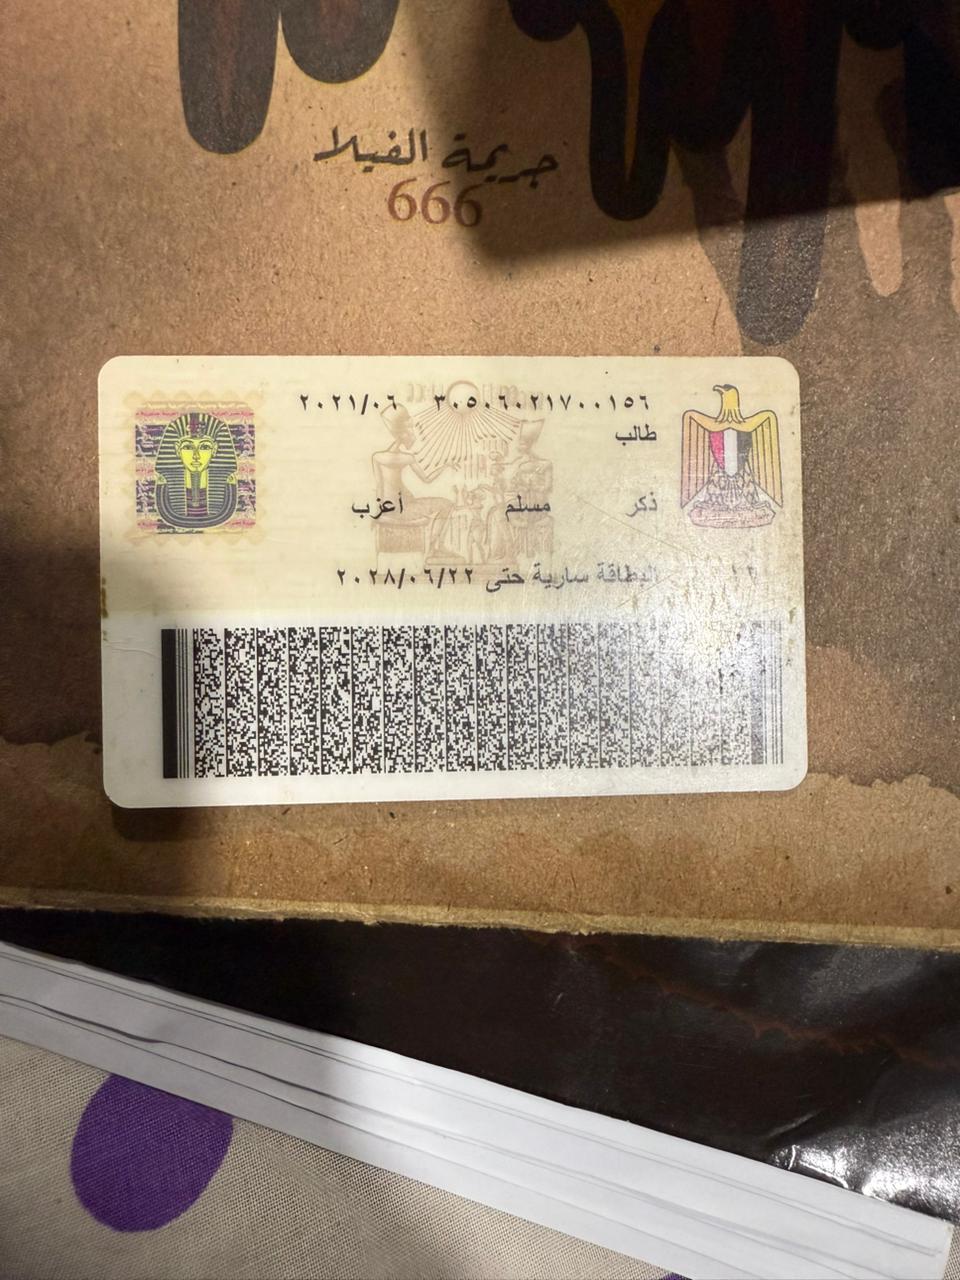 جريمة الفيلا
666
٣٠٥٠٦٠٢١٧٠٠١٥٦ ٢٠٢١/٠٦
طالب
ذكر مسلم أعزب
البطاقة سارية حتى ٢٠٢٨/٠٦/٢٢